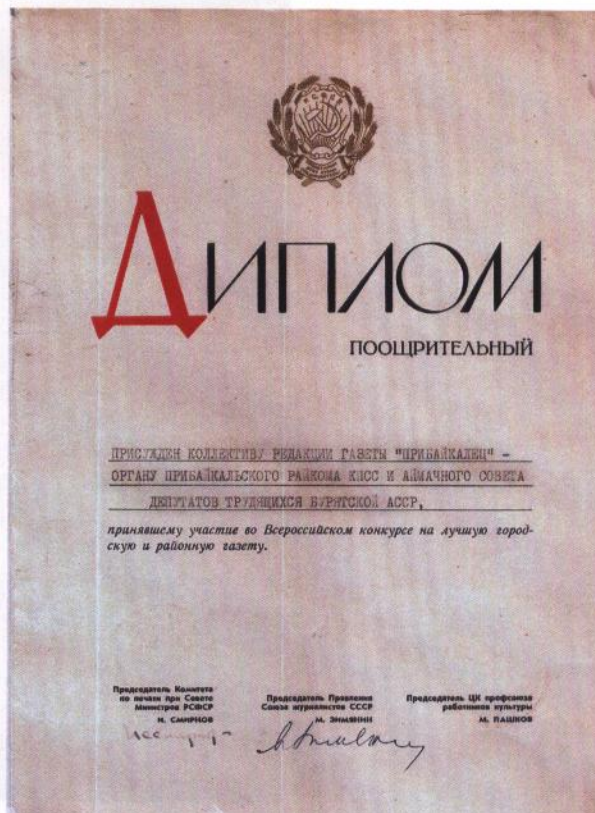 РСФСР
ДИПЛОМ
ПООЩРИТЕЛЬНЫЙ
ПРИСУЖДЕН КОЛЛЕКТИВУ РЕДАКЦИИ ГАЗЕТЫ "ПРИБАЙКАЛЕЦ" -
ОРГАНУ ПРИБАЙКАЛЬСКОГО РАЙКОМА КПСС И АЙМАЧНОГО СОВЕТА
ДЕПУТАТОВ ТРУДЯЩИХСЯ БУРЯТСКОЙ АССР,
принявшему участие во Всероссийском конкурсе на лучшую город-
скую и районную газету.
Председатель Комитета
по печати при Совете
Министров РСФСР
И. СМИРНОВ
Председатель Правления
Союза журналистов СССР
М. ЗИМЯНИН
Председатель ЦК профсоюза
работников культуры
М. ПАШКОВ